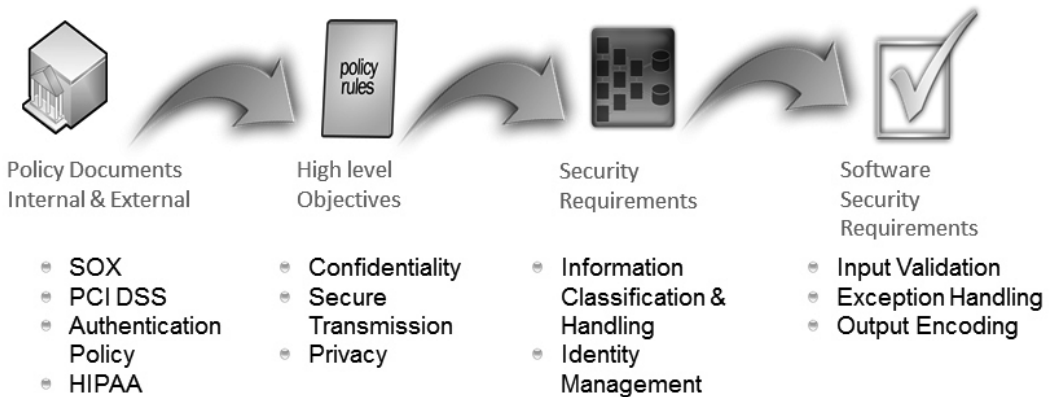 policy
rules
Policy Documents
Internal & External
High level
Objectives
Security
Requirements
Software
Security
Requirements
SOX
PCI DSS
Authentication
Policy
HIPAA
Confidentiality
Secure
Transmission
Privacy
Information
Classification &
Handling
Identity
Management
Input Validation
Exception Handling
Output Encoding